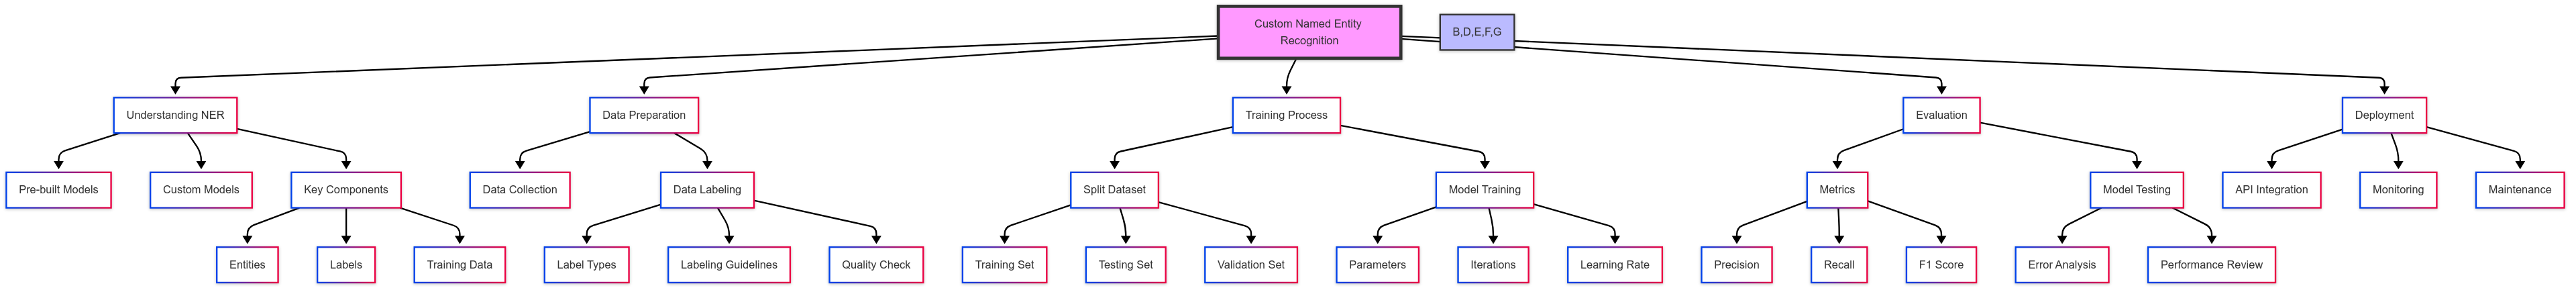 Custom Named Entity
Recognition
B,D,E,F,G
Understanding NER
Data Preparation
Training Process
Evaluation
Deployment
Pre-built Models
Custom Models
Key Components
Data Collection
Data Labeling
Split Dataset
Model Training
Metrics
Model Testing
API Integration
Monitoring
Maintenance
Entities
Labels
Training Data
Label Types
Labeling Guidelines
Quality Check
Training Set
Testing Set
Validation Set
Parameters
Iterations
Learning Rate
Precision
Recall
F1 Score
Error Analysis
Performance Review